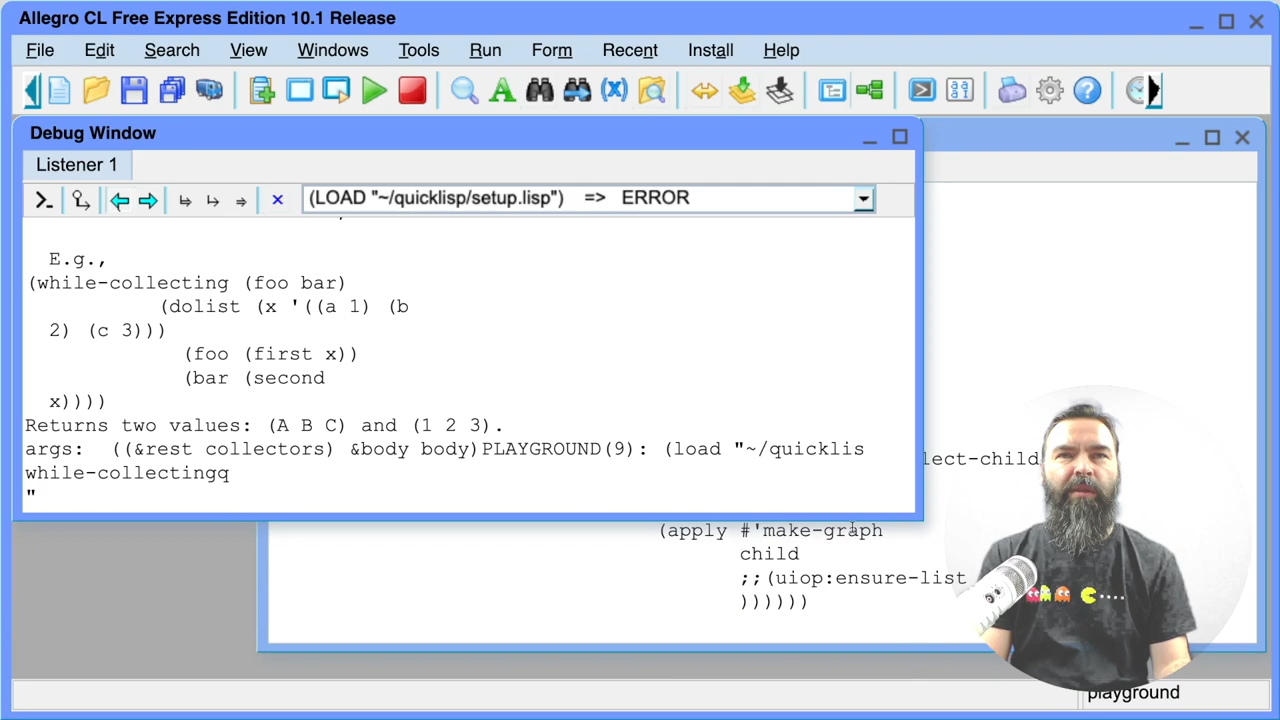 Allegro CL Free Express Edition 10.1 Release
File Edit Search View Windows Tools Run Form Recent Install Help
Debug Window
Listener 1
(LOAD "~/quicklisp/setup.lisp") => ERROR
E.g.,
(while-collecting (foo bar)
(dolist (x '((a 1) (b
2) (c 3)))
(foo (first x))
(bar (second
x))))
Returns two values: (A B C) and (1 2 3).
args: ((&rest collectors) &body body)PLAYGROUND(9): (load "~/quicklis
while-collectingq
"
lect-child
(apply #'make-graph
child
;;(uiop:ensure-list
))))))
playground